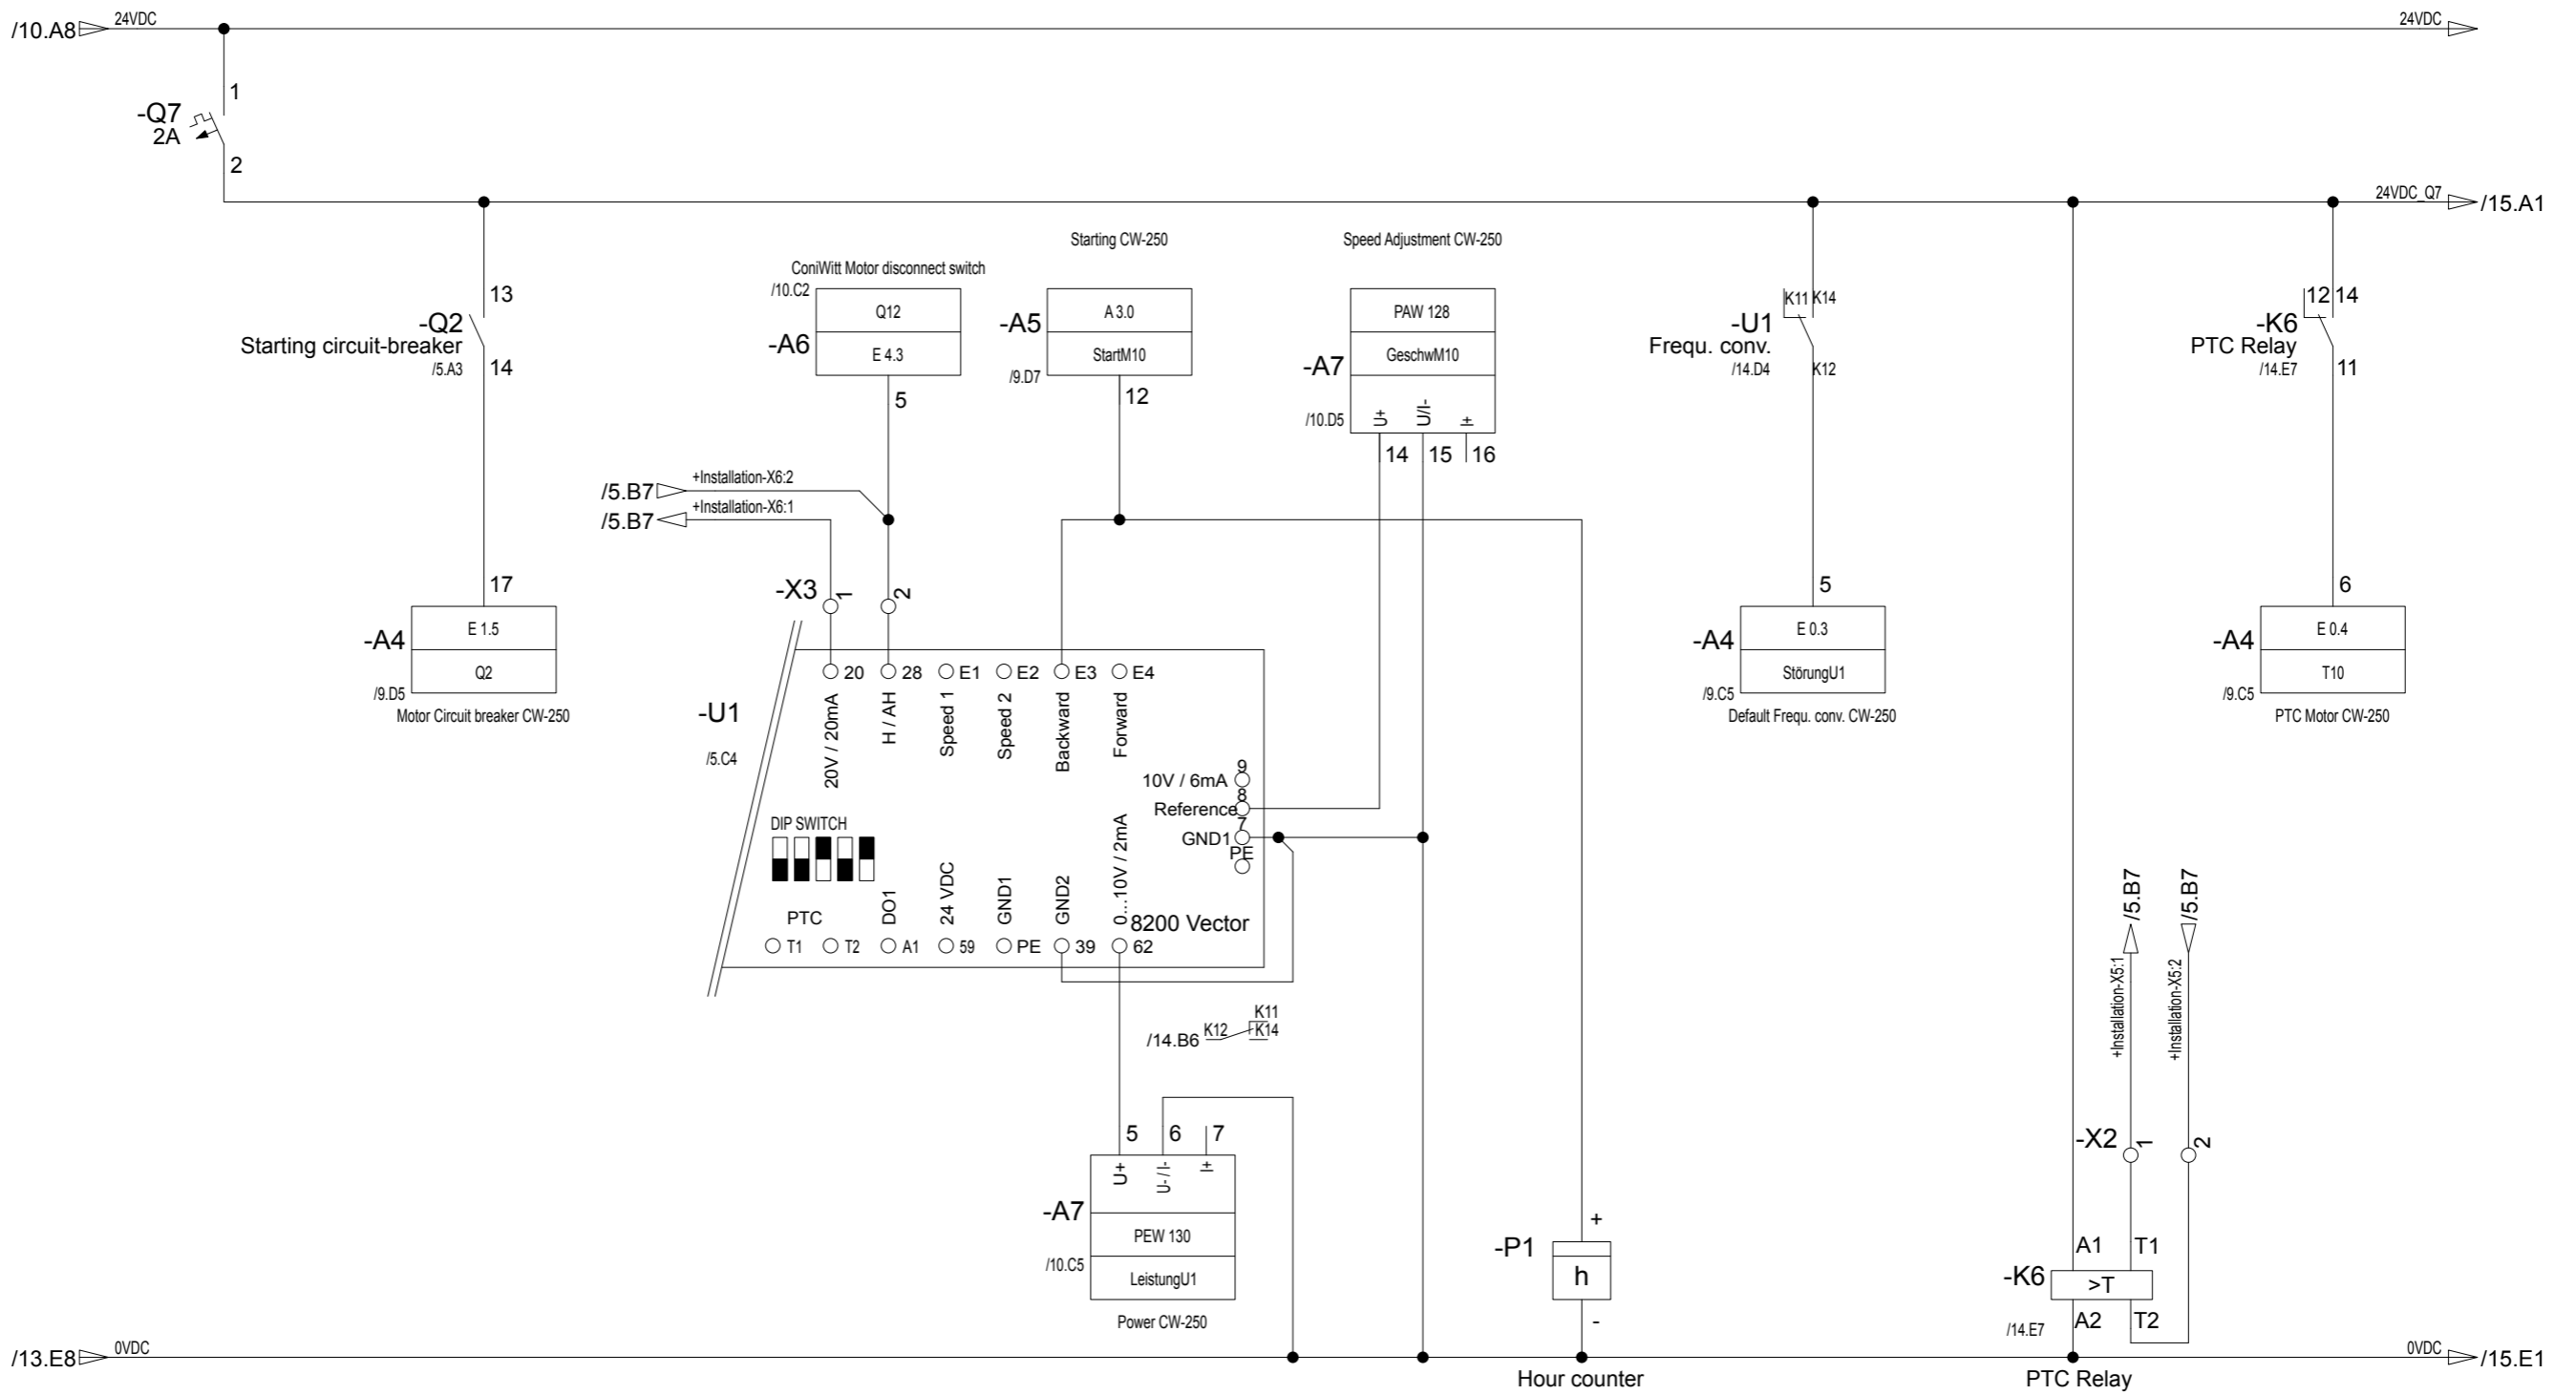 /10.A8 24VDC 24VDC
1
-Q7
2A
2
24VDC_Q7 /15.A1
Starting CW-250
Speed Adjustment CW-250
ConiWitt Motor disconnect switch
/10.C2
13
-Q2
Starting circuit-breaker
/5.A3
14
-A6
Q12
E 4.3
5
-A5
A 3.0
StartM10
/9.D7
12
-A7
PAW 128
GeschwM10
/10.D5
U+ U/I- I+
14 15 16
K11 K14
-U1
Frequ. conv.
/14.D4
K12
12 14
-K6
PTC Relay
/14.E7
11
/5.B7 +Installation-X6:2
/5.B7 +Installation-X6:1
17
-A4
E 1.5
Q2
/9.D5
Motor Circuit breaker CW-250
-X3 1 2
5
-A4
E 0.3
StörungU1
/9.C5
Default Frequ. conv. CW-250
6
-A4
E 0.4
T10
/9.C5
PTC Motor CW-250
-U1
/5.C4
20 28 E1 E2 E3 E4
20V / 20mA
H / AH
Speed 1
Speed 2
Backward
Forward
9
10V / 6mA
8
Reference
7
GND1
PE
DIP SWITCH
PTC
DO1
24 VDC
GND1
GND2
0...10V / 2mA
8200 Vector
T1 T2 A1 59 PE 39 62
K11
/14.B6 K12 K14
/5.B7 /5.B7
+Installation-X5:1
+Installation-X5:2
-X2 1 2
5 6 7
U+ U-/I- I+
-A7
PEW 130
/10.C5
LeistungU1
Power CW-250
+
-P1
h
-
A1 T1
-K6
>T
A2 T2
/14.E7
/13.E8 0VDC 0VDC /15.E1
Hour counter
PTC Relay